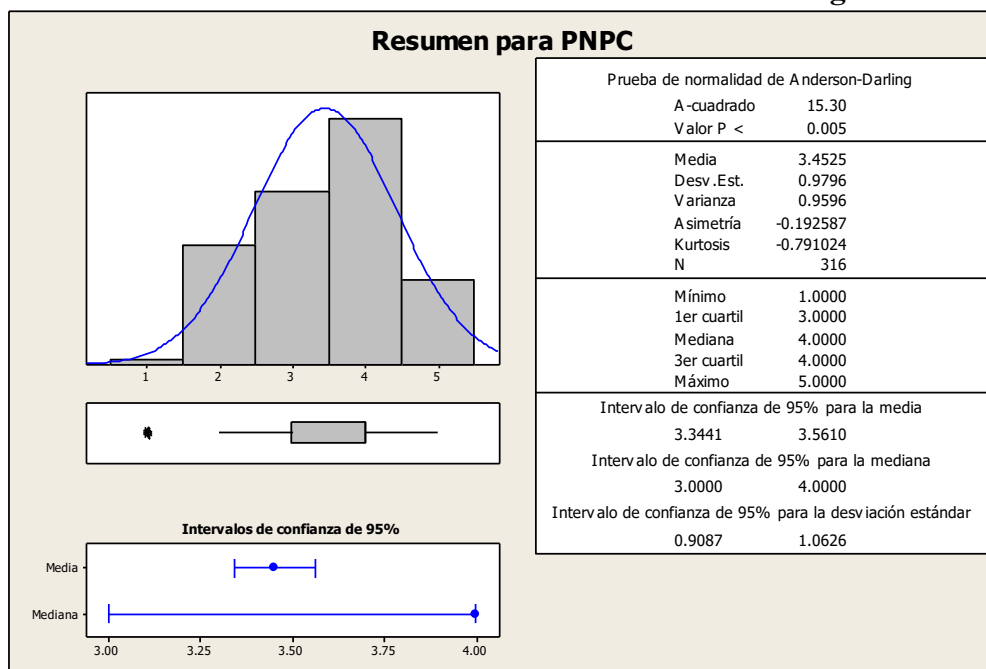 g
Resumen para PNPC
1 2 3 4 5
Prueba de normalidad de Anderson-Darling
A-cuadrado 15.30
Valor P < 0.005
Media 3.4525
Desv.Est. 0.9796
Varianza 0.9596
Asimetría -0.192587
Kurtosis -0.791024
N 316
Mínimo 1.0000
1er cuartil 3.0000
Mediana 4.0000
3er cuartil 4.0000
Máximo 5.0000
Intervalo de confianza de 95% para la media
3.3441 3.5610
Intervalo de confianza de 95% para la mediana
3.0000 4.0000
Intervalo de confianza de 95% para la desviación estándar
0.9087 1.0626
Intervalos de confianza de 95%
Media
Mediana
3.00 3.25 3.50 3.75 4.00